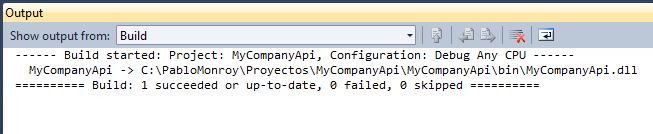 Output
Show output from: Build
------ Build started: Project: MyCompanyApi, Configuration: Debug Any CPU ------
MyCompanyApi -> C:\PabloMonroy\Proyectos\MyCompanyApi\MyCompanyApi\bin\MyCompanyApi.dll
========== Build: 1 succeeded or up-to-date, 0 failed, 0 skipped ==========